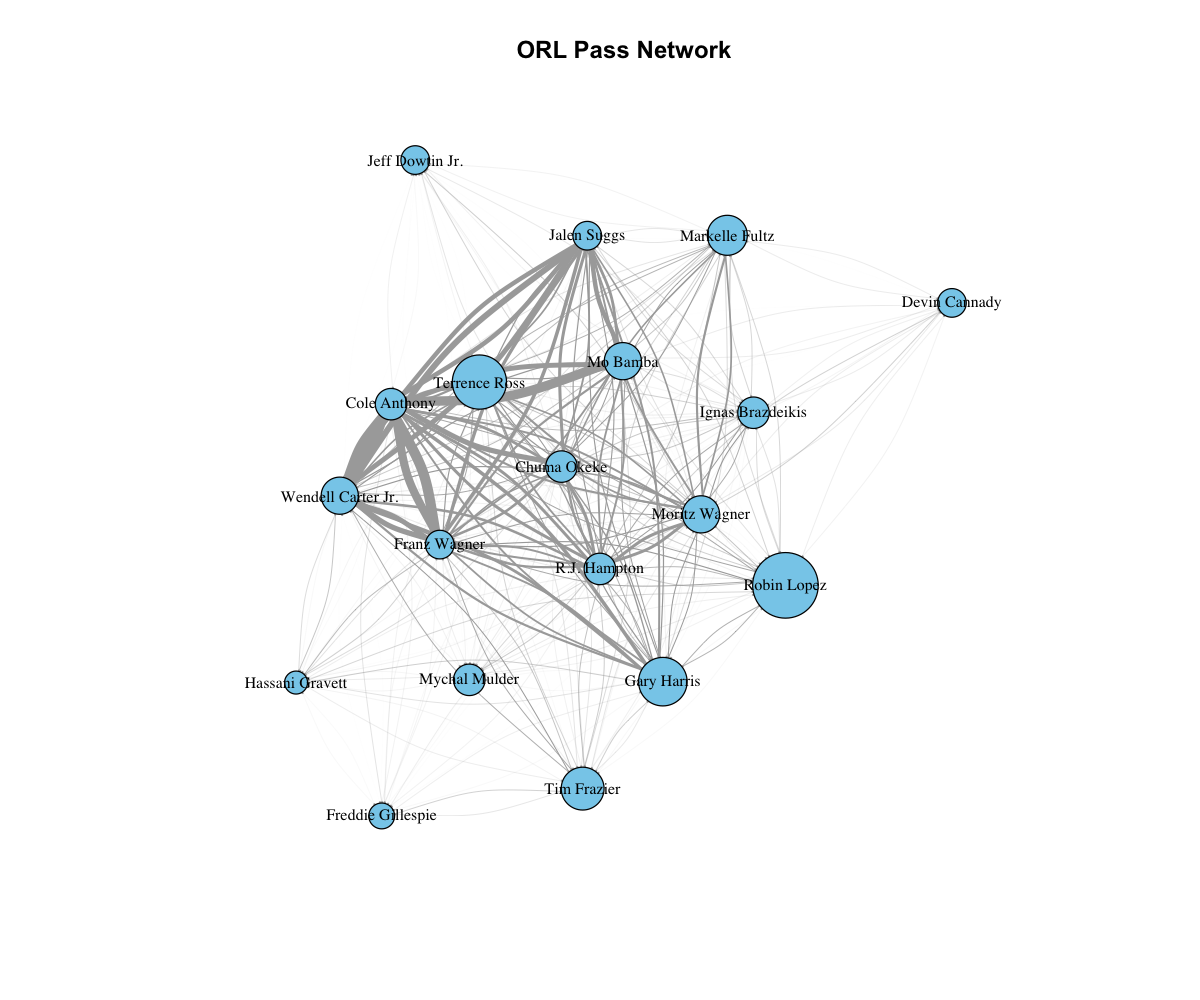 ORL Pass Network
Jeff Dowtin Jr.
Jalen Suggs
Markelle Fultz
Devin Cannady
Mo Bamba
Terrence Ross
Cole Anthony
Ignas Brazdeikis
Chuma Okeke
Wendell Carter Jr.
Moritz Wagner
Franz Wagner
R.J. Hampton
Robin Lopez
Hassani Gravett
Mychal Mulder
Gary Harris
Tim Frazier
Freddie Gillespie